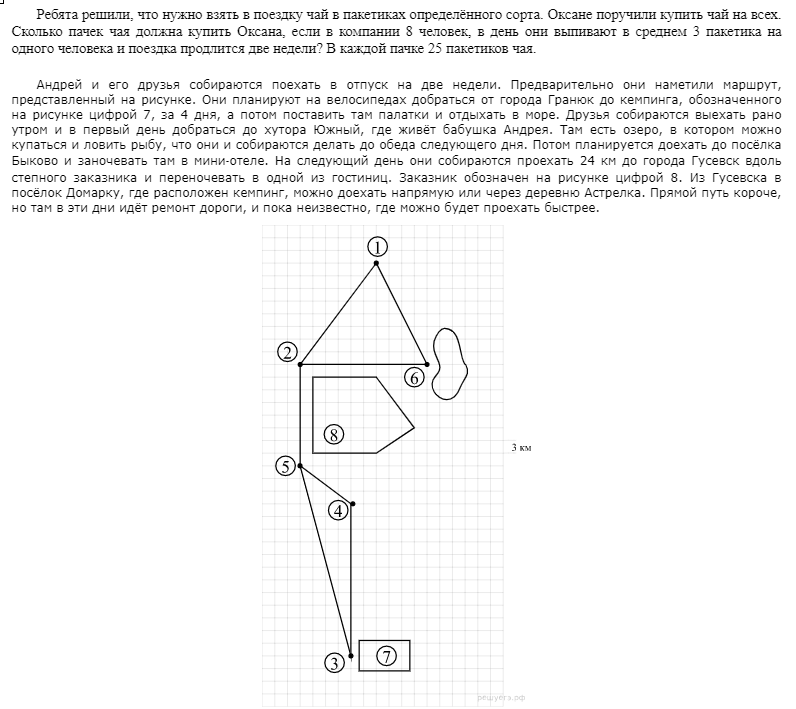 Ребята решили, что нужно взять в поездку чай в пакетиках определённого сорта. Оксане поручили купить чай на всех.
Сколько пачек чая должна купить Оксана, если в компании 8 человек, в день они выпивают в среднем 3 пакетика на
одного человека и поездка продлится две недели? В каждой пачке 25 пакетиков чая.
Андрей и его друзья собираются поехать в отпуск на две недели. Предварительно они наметили маршрут,
представленный на рисунке. Они планируют на велосипедах добраться от города Гранюк до кемпинга, обозначенного
на рисунке цифрой 7, за 4 дня, а потом поставить там палатки и отдыхать в море. Друзья собираются выехать рано
утром и в первый день добраться до хутора Южный, где живёт бабушка Андрея. Там есть озеро, в котором можно
купаться и ловить рыбу, что они и собираются делать до обеда следующего дня. Потом планируется доехать до посёлка
Быково и заночевать там в мини-отеле. На следующий день они собираются проехать 24 км до города Гусевск вдоль
степного заказника и переночевать в одной из гостиниц. Заказник обозначен на рисунке цифрой 8. Из Гусевска в
посёлок Домарку, где расположен кемпинг, можно доехать напрямую или через деревню Астрелка. Прямой путь короче,
но там в эти дни идёт ремонт дороги, и пока неизвестно, где можно будет проехать быстрее.
1
2
6
8
3 км
5
4
3
7
решуегэ.рф